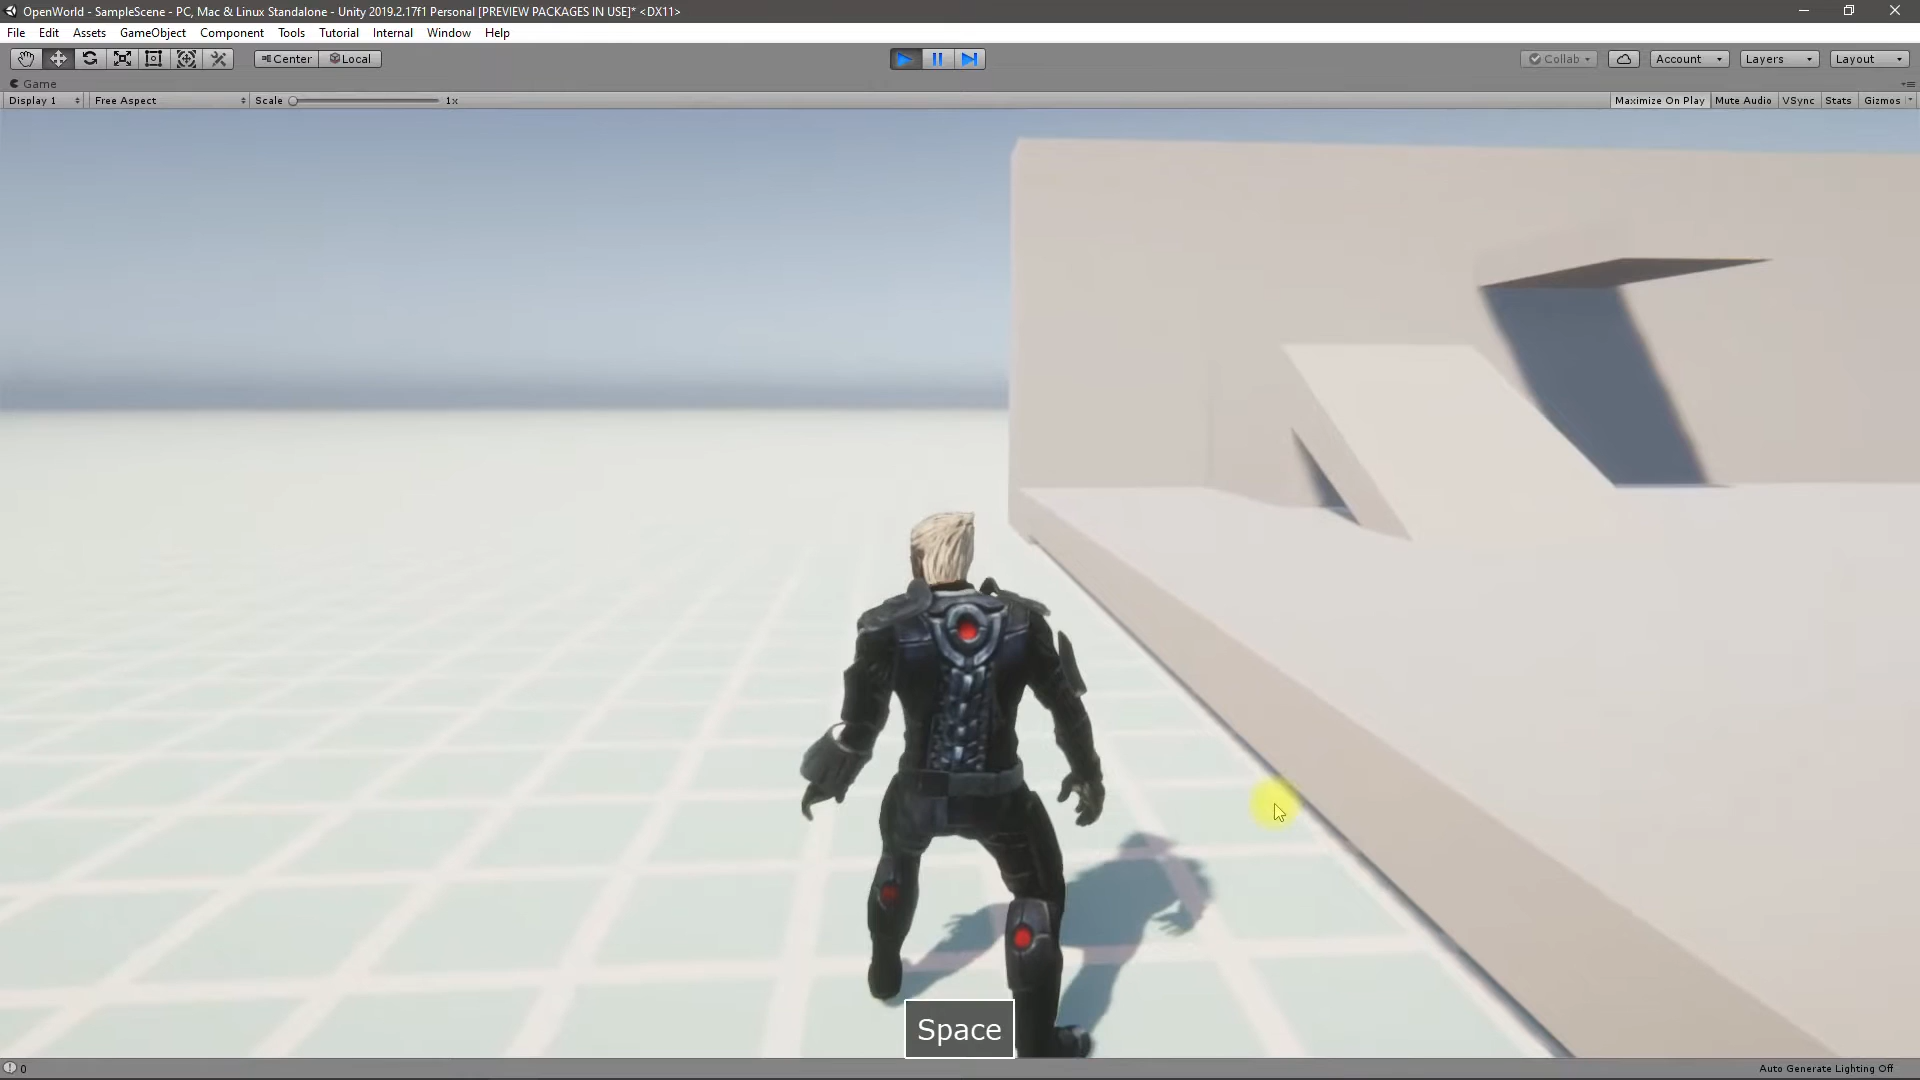 OpenWorld - SampleScene - PC, Mac & Linux Standalone - Unity 2019.2.17f1 Personal [PREVIEW PACKAGES IN USE]* <DX11>
File Edit Assets GameObject Component Tools Tutorial Internal Window Help
Center Local Collab Account Layers Layout
Game
Display 1 Free Aspect Scale 1x Maximize On Play Mute Audio VSync Stats Gizmos
Space
0 Auto Generate Lighting Off